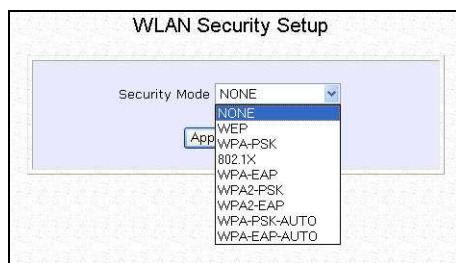 WLAN Security Setup
Security Mode NONE
NONE
WEP
App
WPA-PSK
802.1X
WPA-EAP
WPA2-PSK
WPA2-EAP
WPA-PSK-AUTO
WPA-EAP-AUTO